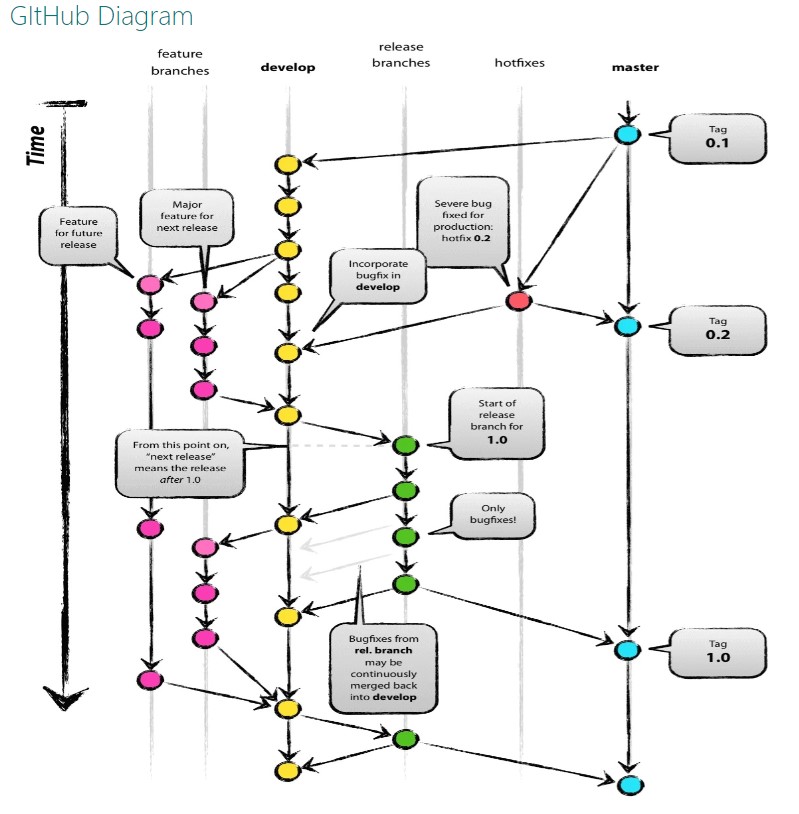 GItHub Diagram
feature
branches
develop
release
branches
hotfixes
master
Time
Tag
0.1
Major
feature for
next release
Severe bug
fixed for
production:
hotfix 0.2
Feature
for future
release
Incorporate
bugfix in
develop
Tag
0.2
Start of
release
branch for
1.0
From this point on,
“next release”
means the release
after 1.0
Only
bugfixes!
Bugfixes from
rel. branch
may be
continuously
merged back
into develop
Tag
1.0